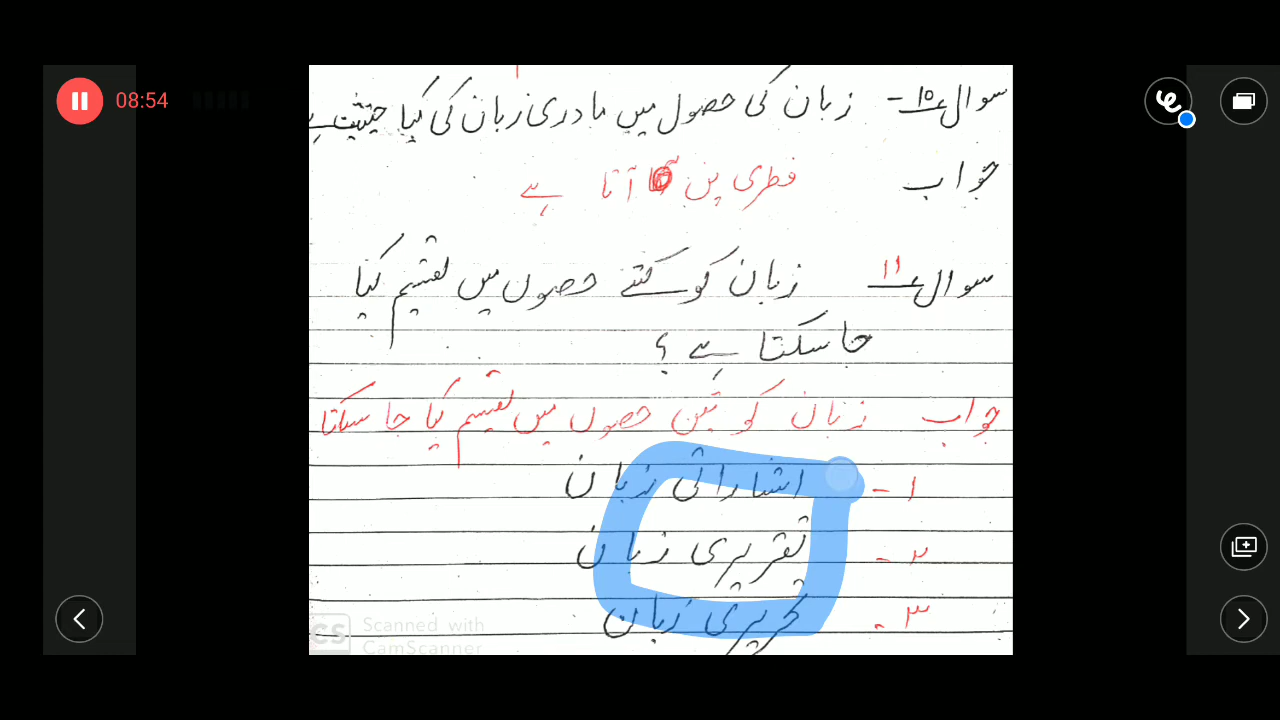 08:54
سوال ۱۰- زبان کی حصول میں مادری زبان کی کیا حیثیت ہے
جواب فطری پن آتا ہے
سوال ۱۱ زبان کو کتنے حصوں میں تقسیم کیا
جا سکتا ہے ؟
جواب زبان کو تین حصوں میں تقسیم کیا جا سکتا
۱- اشاراتی زبان
۲- تقریری زبان
۳- تحریری زبان
CS Scanned with
CamScanner